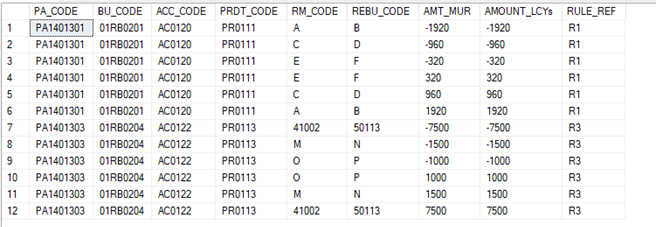 PA_CODE BU_CODE ACC_CODE PRDT_CODE RM_CODE REBU_CODE AMT_MUR AMOUNT_LCYs RULE_REF
1 PA1401301 01RB0201 AC0120 PR0111 A B -1920 -1920 R1
2 PA1401301 01RB0201 AC0120 PR0111 C D -960 -960 R1
3 PA1401301 01RB0201 AC0120 PR0111 E F -320 -320 R1
4 PA1401301 01RB0201 AC0120 PR0111 E F 320 320 R1
5 PA1401301 01RB0201 AC0120 PR0111 C D 960 960 R1
6 PA1401301 01RB0201 AC0120 PR0111 A B 1920 1920 R1
7 PA1401303 01RB0204 AC0122 PR0113 41002 50113 -7500 -7500 R3
8 PA1401303 01RB0204 AC0122 PR0113 M N -1500 -1500 R3
9 PA1401303 01RB0204 AC0122 PR0113 O P -1000 -1000 R3
10 PA1401303 01RB0204 AC0122 PR0113 O P 1000 1000 R3
11 PA1401303 01RB0204 AC0122 PR0113 M N 1500 1500 R3
12 PA1401303 01RB0204 AC0122 PR0113 41002 50113 7500 7500 R3